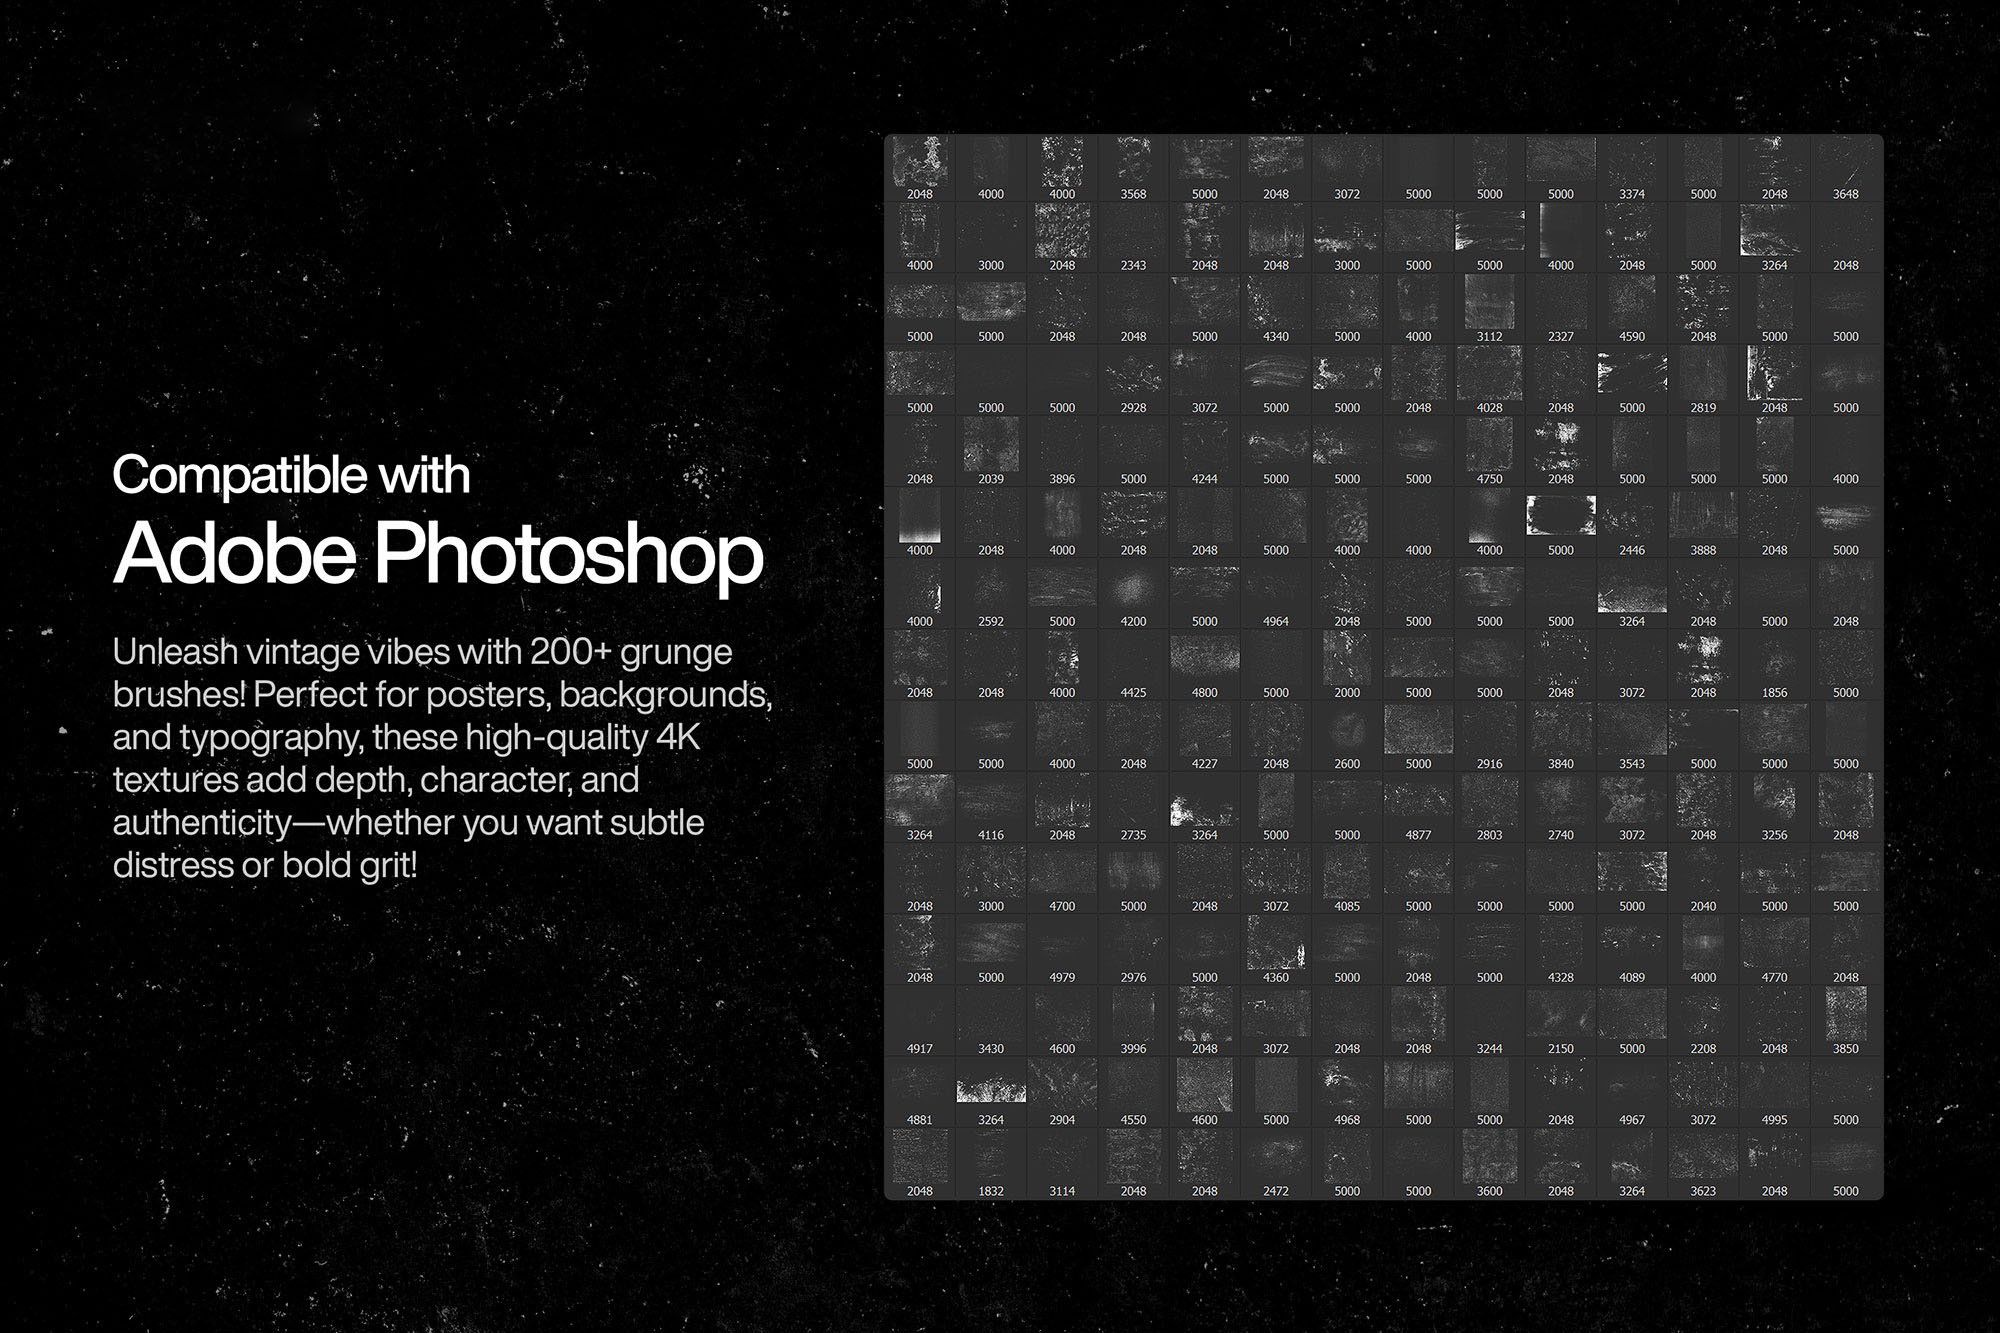 Compatible with
Adobe Photoshop
Unleash vintage vibes with 200+ grunge
brushes! Perfect for posters, backgrounds,
and typography, these high-quality 4K
textures add depth, character, and
authenticity—whether you want subtle
distress or bold grit!
2048 4000 4000 3568 5000 2048 3072 5000 5000 5000 3374 5000 2048 3648
4000 3000 2048 2343 2048 2048 3000 5000 5000 4000 2048 5000 3264 2048
5000 5000 2048 2048 5000 4340 5000 4000 3112 2327 4590 2048 5000 5000
5000 5000 5000 2928 3072 5000 5000 2048 4028 2048 5000 2819 2048 5000
2048 2039 3896 5000 4244 5000 5000 5000 4750 2048 5000 5000 5000 4000
4000 2048 4000 2048 2048 5000 4000 4000 4000 5000 2446 3888 2048 5000
4000 2592 5000 4200 5000 4964 2048 5000 5000 5000 3264 2048 5000 2048
2048 2048 4000 4425 4800 5000 2000 5000 5000 2048 3072 2048 1856 5000
5000 5000 4000 2048 4227 2048 2600 5000 2916 3840 3543 5000 5000 5000
3264 4116 2048 2735 3264 5000 5000 4877 2803 2740 3072 2048 3256 2048
2048 3000 4700 5000 2048 3072 4085 5000 5000 5000 5000 2040 5000 5000
2048 5000 4979 2976 5000 4360 5000 2048 5000 4328 4089 4000 4770 2048
4917 3430 4600 3996 2048 3072 2048 2048 3244 2150 5000 2208 2048 3850
4881 3264 2904 4550 4600 5000 4968 5000 5000 2048 4967 3072 4995 5000
2048 1832 3114 2048 2048 2472 5000 5000 3600 2048 3264 3623 2048 5000